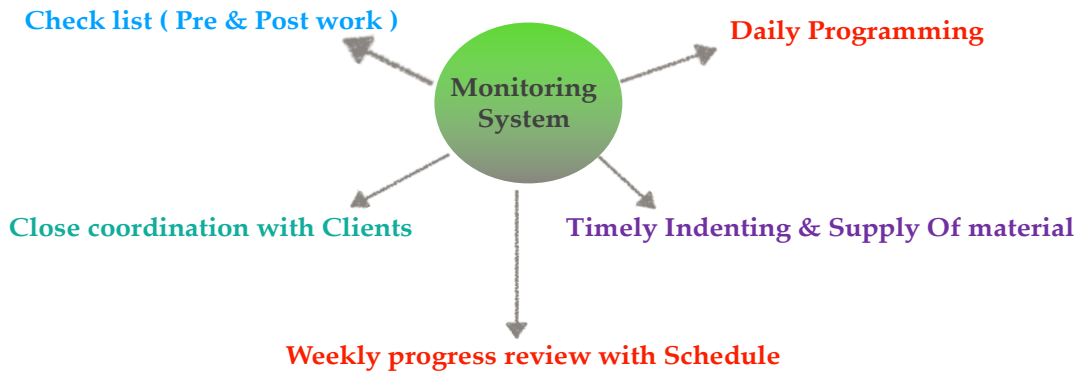 Check list ( Pre & Post work )
Daily Programming
Monitoring
System
Close coordination with Clients
Timely Indenting & Supply Of material
Weekly progress review with Schedule